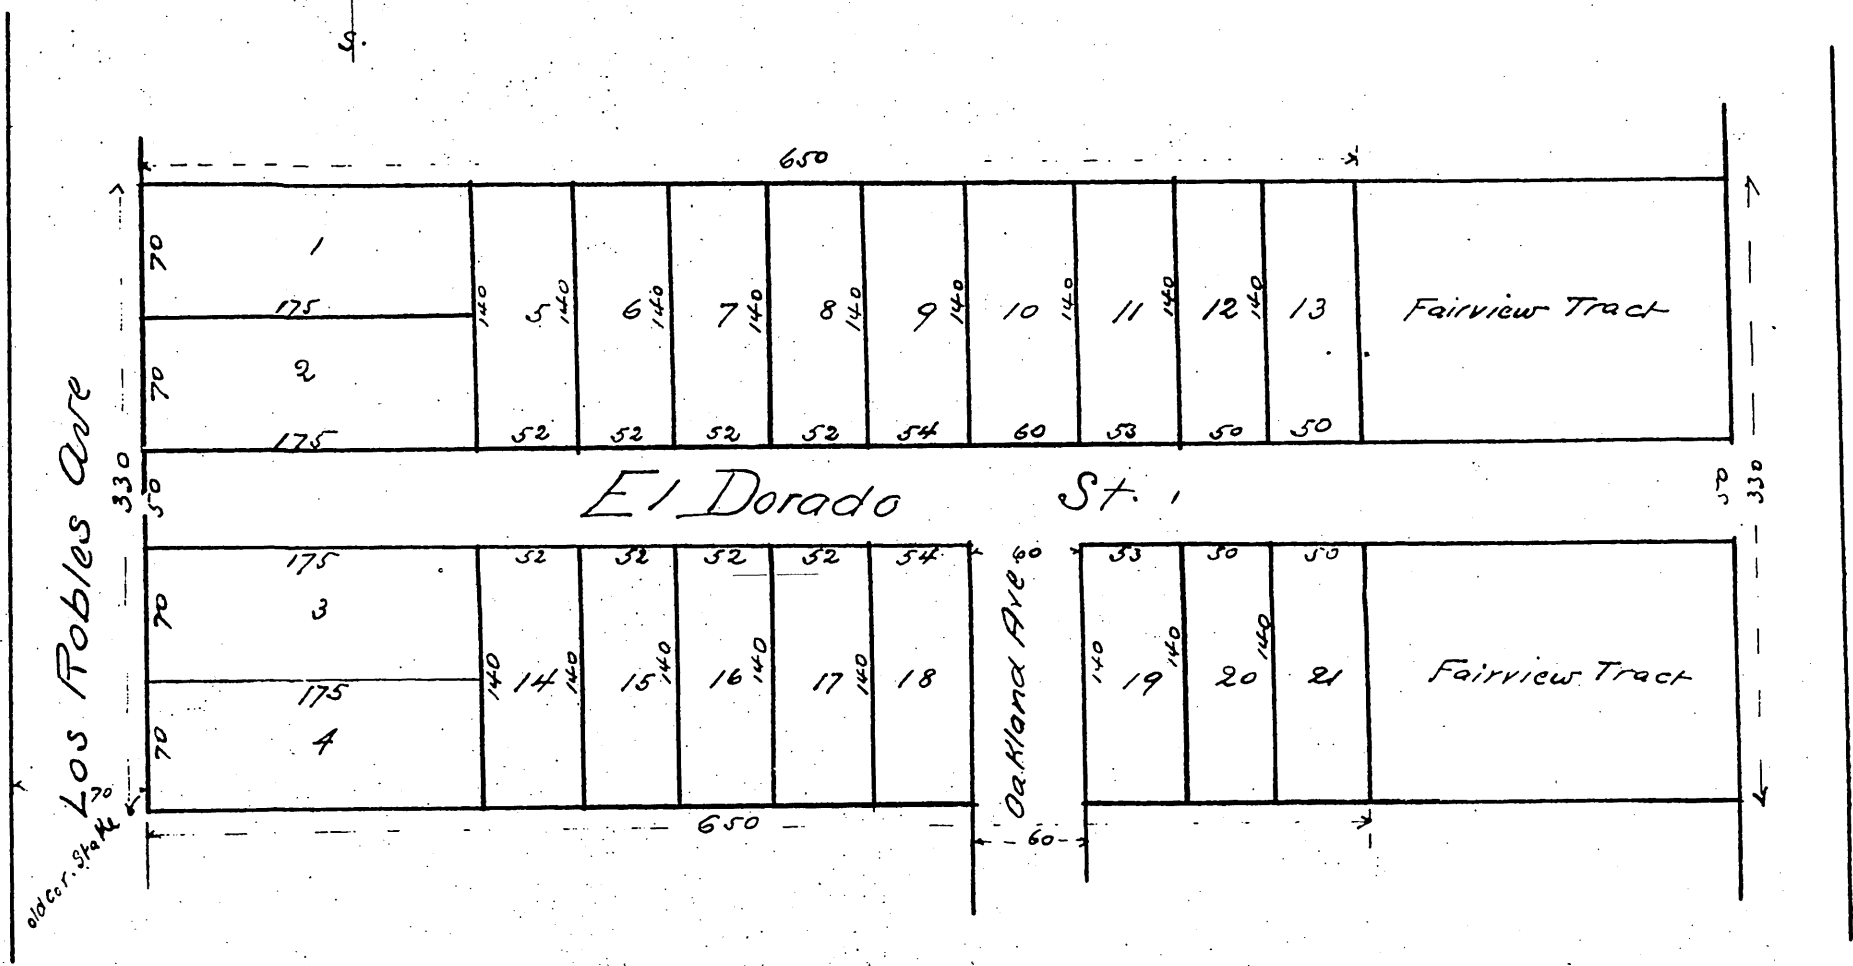 S.
650
70 1 140 5 140 6 140 7 140 8 140 9 140 10 140 11 140 12 140 13 Fairview Tract
175
70 2
175 52 52 52 52 54 60 53 50 50
Los Robles Ave
330 50 El Dorado St. 50 330
175 52 52 52 52 54 60 53 50 50
70 3
140 14 140 15 140 16 140 17 140 18 Oakland Ave. 140 19 140 20 140 21 Fairview Tract
175
70 4
70
650
60
old Cor. Stake